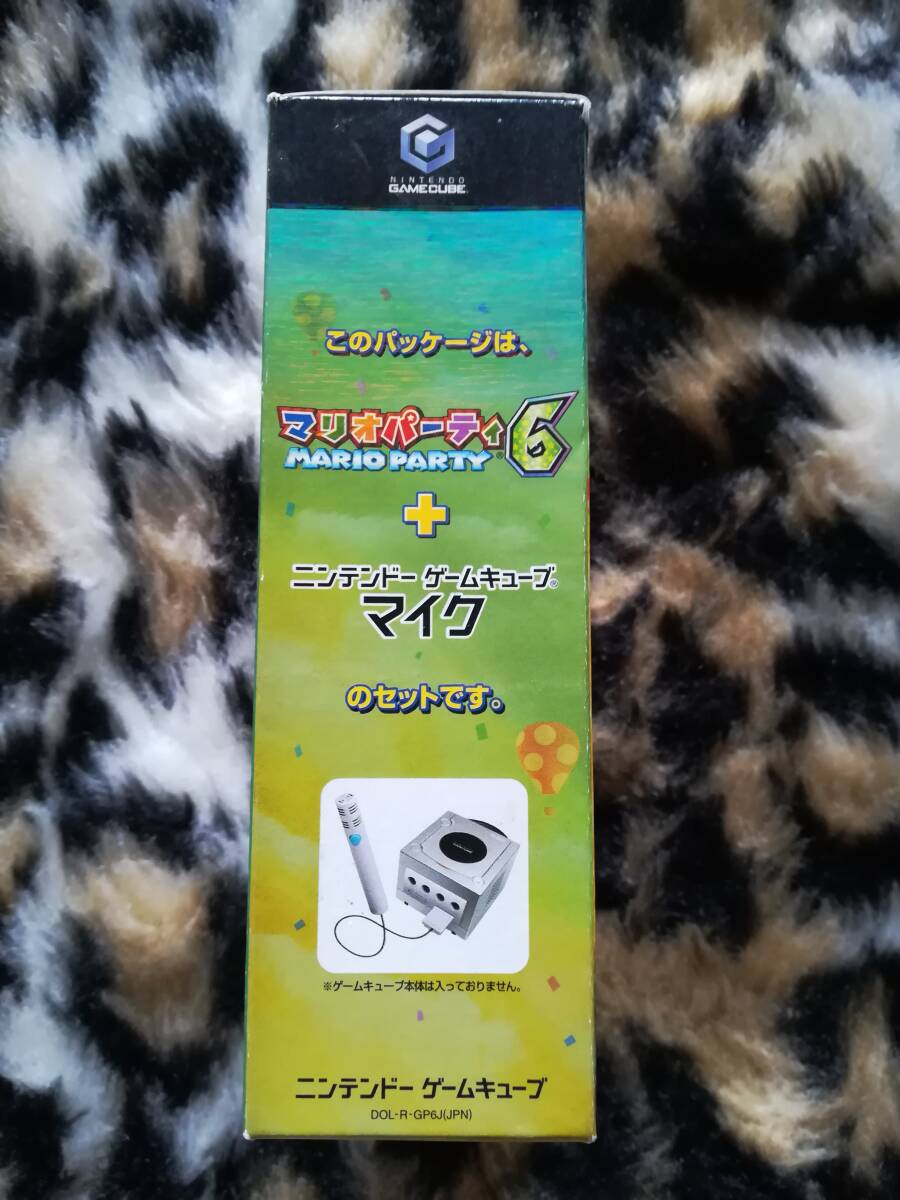 NINTENDO
GAMECUBE
このパッケージは、
マリオパーティ6
MARIO PARTY®
+
ニンテンドー ゲームキューブ®
マイク
のセットです。
※ゲームキューブ本体は入っておりません。
ニンテンドー ゲームキューブ
DOL-R-GP6J(JPN)